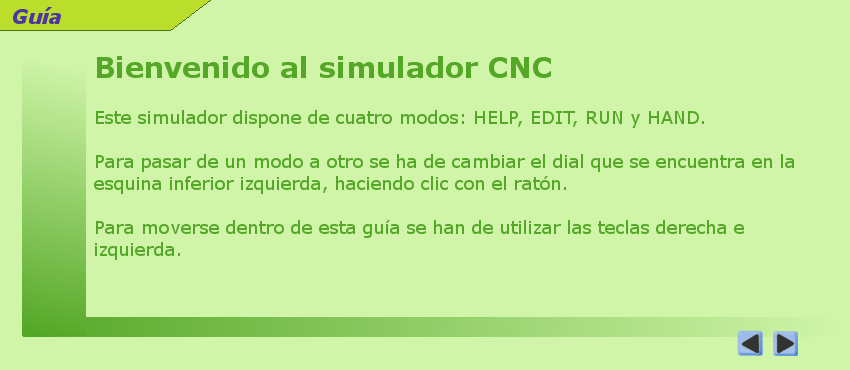 Guía
Bienvenido al simulador CNC
Este simulador dispone de cuatro modos: HELP, EDIT, RUN y HAND.
Para pasar de un modo a otro se ha de cambiar el dial que se encuentra en la
esquina inferior izquierda, haciendo clic con el ratón.
Para moverse dentro de esta guía se han de utilizar las teclas derecha e
izquierda.